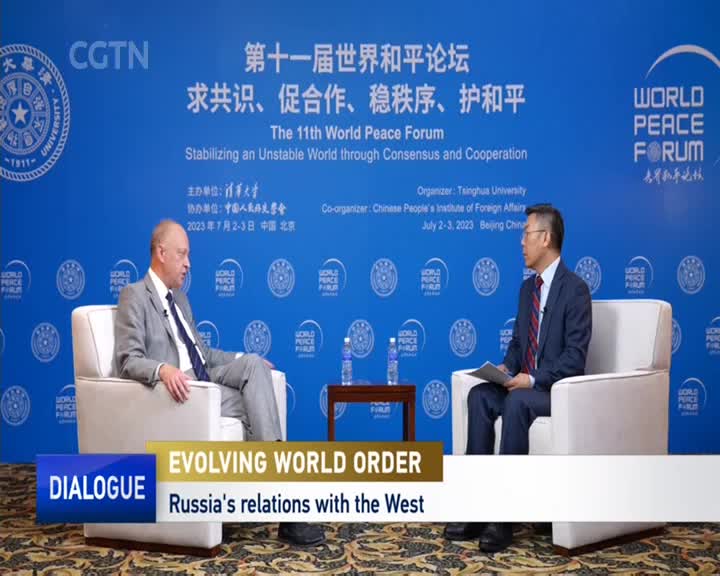 CGTN
第十一届世界和平论坛
求共识、促合作、稳秩序、护和平
The 11th World Peace Forum
Stabilizing an Unstable World through Consensus and Cooperation
主办单位：清华大学
Organizer : Tsinghua University
协办单位：中国人民外交学会
Co-organizer : Chinese People's Institute of Foreign Affairs
2023 年 7 月 2-3 日 中国 北京
July 2-3, 2023 Beijing China
WORLD
PEACE
FORUM
世界和平论坛
UNIVERSITY
1911
DIALOGUE
EVOLVING WORLD ORDER
Russia's relations with the West